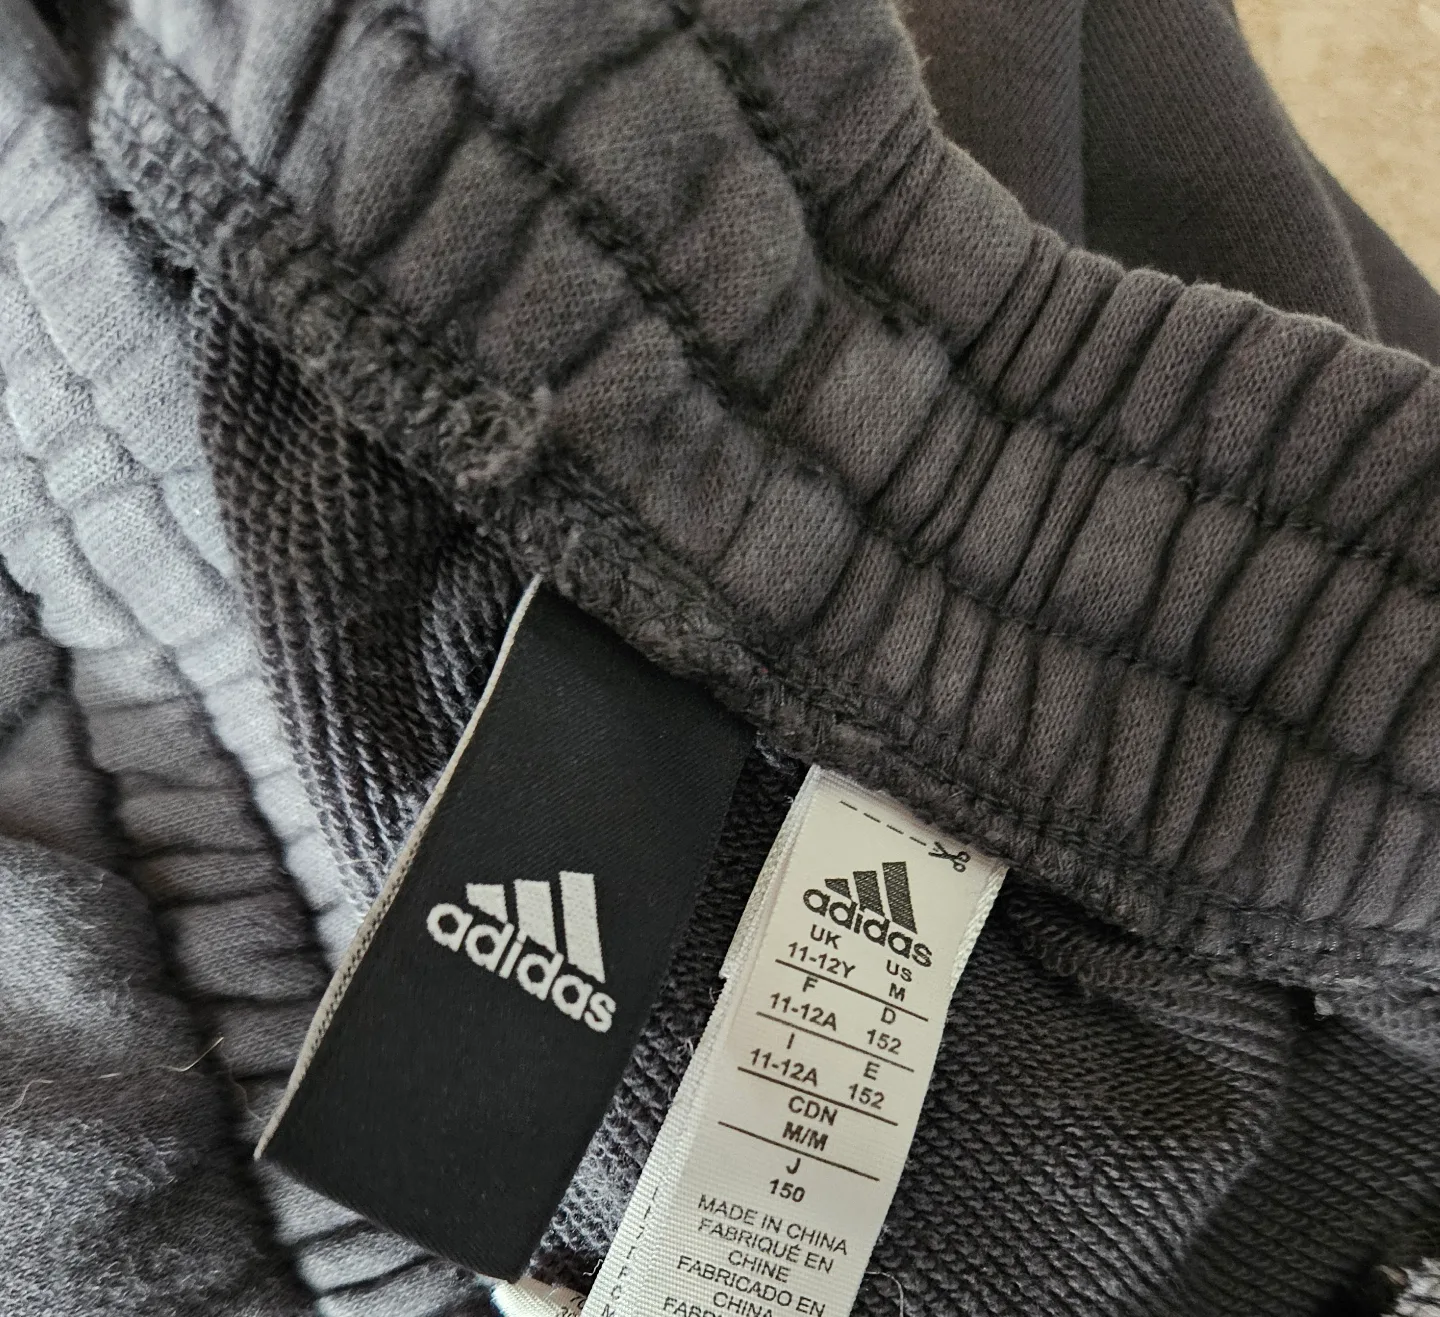 adidas
adidas
UK US
11-12Y M
F D
11-12A 152
I E
11-12A 152
CDN
M/M
J
150
MADE IN CHINA
FABRIQUÉ EN
CHINE
FABRICADO EN
CHINA